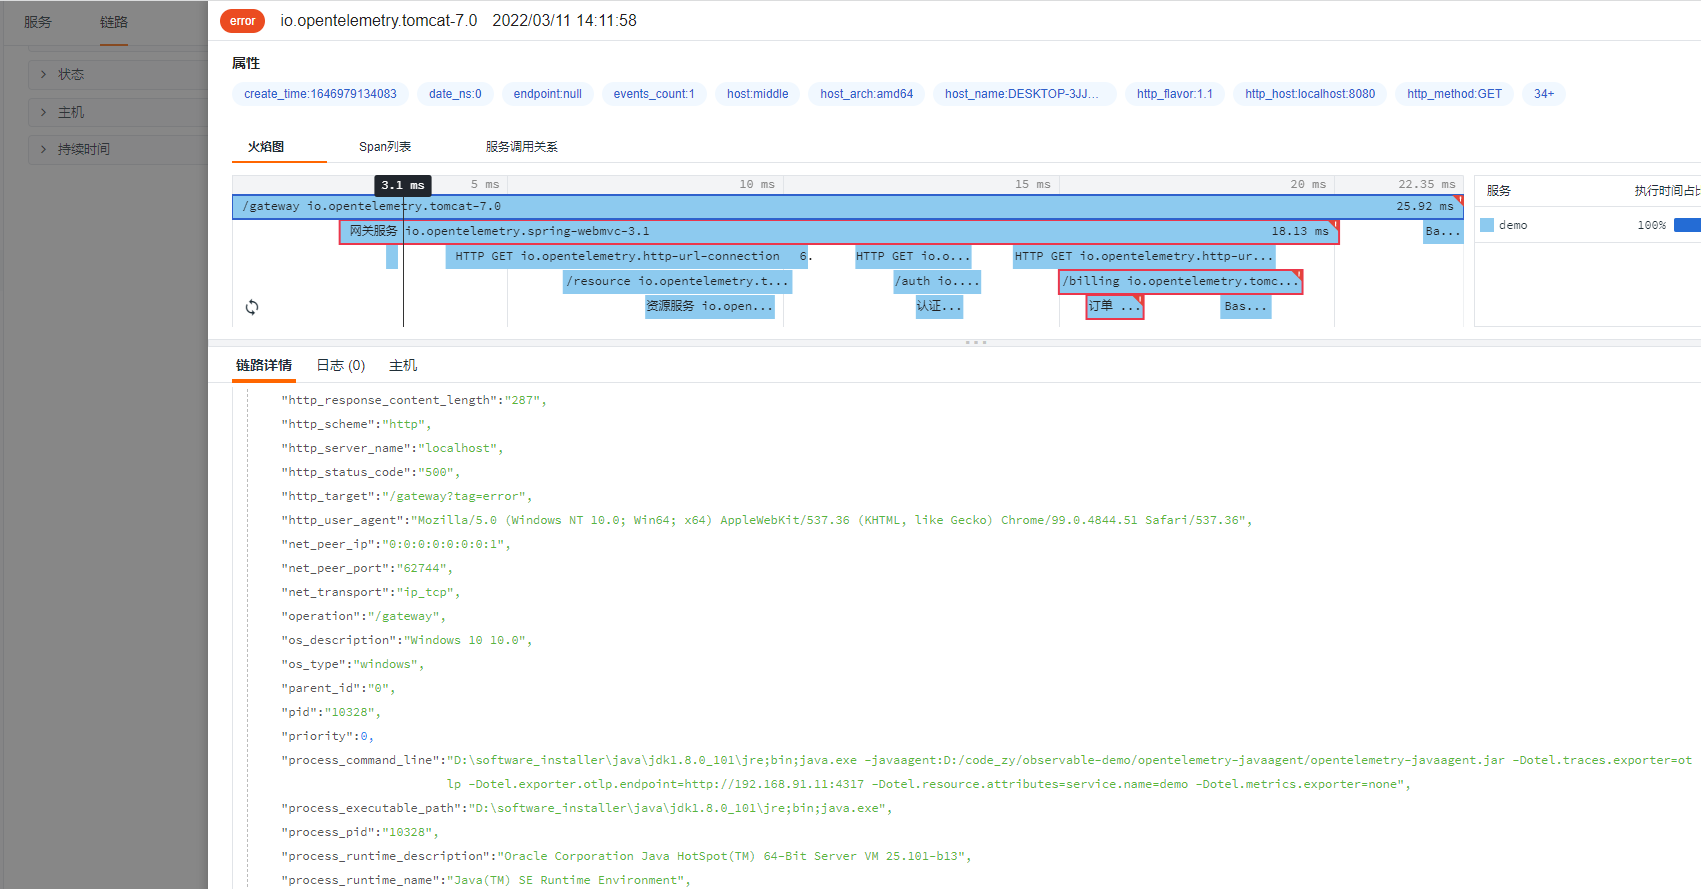 服务 链路
状态
主机
持续时间
error io.opentelemetry.tomcat-7.0 2022/03/11 14:11:58
属性
create_time:1646979134083 date_ns:0 endpoint:null events_count:1 host:middle host_arch:amd64 host_name:DESKTOP-3JJ... http_flavor:1.1 http_host:localhost:8080 http_method:GET 34+
火焰图 Span列表 服务调用关系
3.1 ms 5 ms 10 ms 15 ms 20 ms 22.35 ms
/gateway io.opentelemetry.tomcat-7.0 25.92 ms
网关服务 io.opentelemetry.spring-webmvc-3.1 18.13 ms Ba...
HTTP GET io.opentelemetry.http-url-connection 6. HTTP GET io.o... HTTP GET io.opentelemetry.http-ur...
/resource io.opentelemetry.t... /auth io.... /billing io.opentelemetry.tomc...
资源服务 io.open... 认证... 订单 ... Bas...
服务 执行时间占比
demo 100%
链路详情 日志 (0) 主机
"http_response_content_length":"287",
"http_scheme":"http",
"http_server_name":"localhost",
"http_status_code":"500",
"http_target":"/gateway?tag=error",
"http_user_agent":"Mozilla/5.0 (Windows NT 10.0; Win64; x64) AppleWebKit/537.36 (KHTML, like Gecko) Chrome/99.0.4844.51 Safari/537.36",
"net_peer_ip":"0:0:0:0:0:0:0:1",
"net_peer_port":"62744",
"net_transport":"ip_tcp",
"operation":"/gateway",
"os_description":"Windows 10 10.0",
"os_type":"windows",
"parent_id":"0",
"pid":"10328",
"priority":0,
"process_command_line":"D:\software_installer\java\jdk1.8.0_101\jre;bin;java.exe -javaagent:D:/code_zy/observable-demo/opentelemetry-javaagent/opentelemetry-javaagent.jar -Dotel.traces.exporter=ot
lp -Dotel.exporter.otlp.endpoint=http://192.168.91.11:4317 -Dotel.resource.attributes=service.name=demo -Dotel.metrics.exporter=none",
"process_executable_path":"D:\software_installer\java\jdk1.8.0_101\jre;bin;java.exe",
"process_pid":"10328",
"process_runtime_description":"Oracle Corporation Java HotSpot(TM) 64-Bit Server VM 25.101-b13",
"process_runtime_name":"Java(TM) SE Runtime Environment",